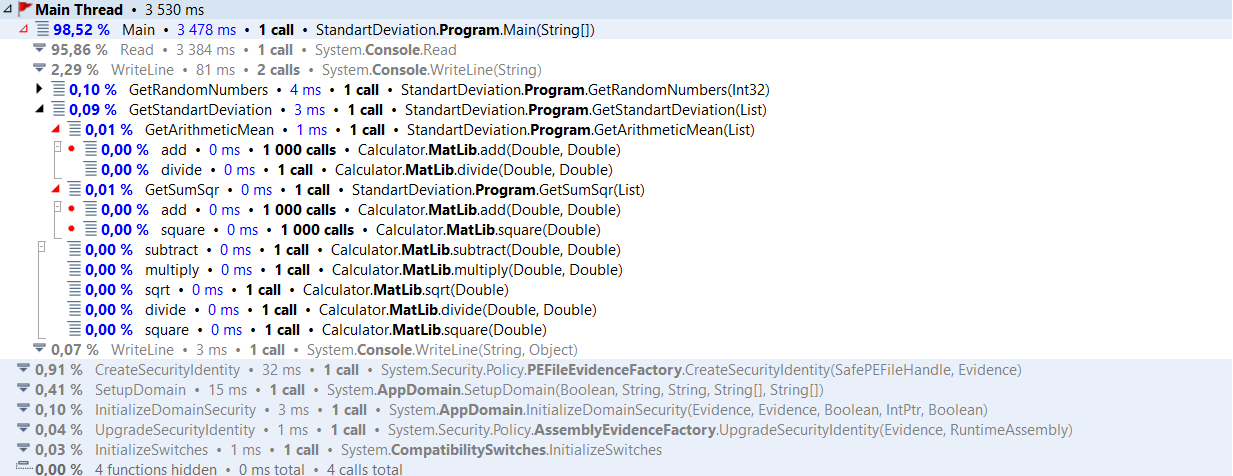 Main Thread • 3 530 ms
98,52 % Main • 3 478 ms • 1 call • StandartDeviation.Program.Main(String[])
95,86 % Read • 3 384 ms • 1 call • System.Console.Read
2,29 % WriteLine • 81 ms • 2 calls • System.Console.WriteLine(String)
0,10 % GetRandomNumbers • 4 ms • 1 call • StandartDeviation.Program.GetRandomNumbers(Int32)
0,09 % GetStandartDeviation • 3 ms • 1 call • StandartDeviation.Program.GetStandartDeviation(List)
0,01 % GetArithmeticMean • 1 ms • 1 call • StandartDeviation.Program.GetArithmeticMean(List)
0,00 % add • 0 ms • 1 000 calls • Calculator.MatLib.add(Double, Double)
0,00 % divide • 0 ms • 1 call • Calculator.MatLib.divide(Double, Double)
0,01 % GetSumSqr • 0 ms • 1 call • StandartDeviation.Program.GetSumSqr(List)
0,00 % add • 0 ms • 1 000 calls • Calculator.MatLib.add(Double, Double)
0,00 % square • 0 ms • 1 000 calls • Calculator.MatLib.square(Double)
0,00 % subtract • 0 ms • 1 call • Calculator.MatLib.subtract(Double, Double)
0,00 % multiply • 0 ms • 1 call • Calculator.MatLib.multiply(Double, Double)
0,00 % sqrt • 0 ms • 1 call • Calculator.MatLib.sqrt(Double)
0,00 % divide • 0 ms • 1 call • Calculator.MatLib.divide(Double, Double)
0,00 % square • 0 ms • 1 call • Calculator.MatLib.square(Double)
0,07 % WriteLine • 3 ms • 1 call • System.Console.WriteLine(String, Object)
0,91 % CreateSecurityIdentity • 32 ms • 1 call • System.Security.Policy.PEFileEvidenceFactory.CreateSecurityIdentity(SafePEFileHandle, Evidence)
0,41 % SetupDomain • 15 ms • 1 call • System.AppDomain.SetupDomain(Boolean, String, String, String[], String[])
0,10 % InitializeDomainSecurity • 3 ms • 1 call • System.AppDomain.InitializeDomainSecurity(Evidence, Evidence, Boolean, IntPtr, Boolean)
0,04 % UpgradeSecurityIdentity • 1 ms • 1 call • System.Security.Policy.AssemblyEvidenceFactory.UpgradeSecurityIdentity(Evidence, RuntimeAssembly)
0,03 % InitializeSwitches • 1 ms • 1 call • System.CompatibilitySwitches.InitializeSwitches
0,00 % 4 functions hidden • 0 ms total • 4 calls total